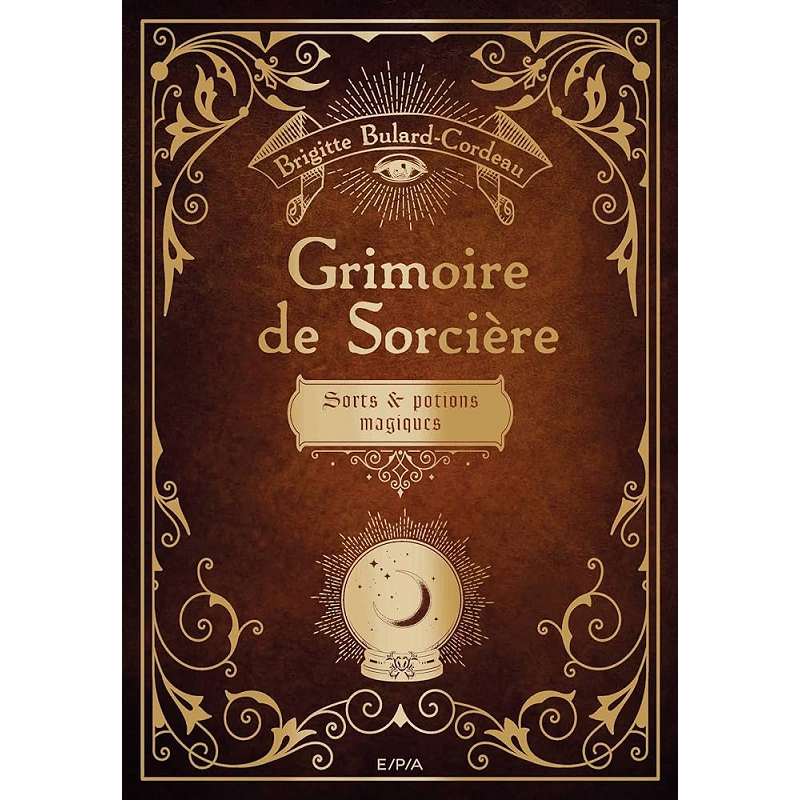 Brigitte Bulard-Cordeau
Grimoire
de Sorcière
Sorts & potions
magiques
E/P/A